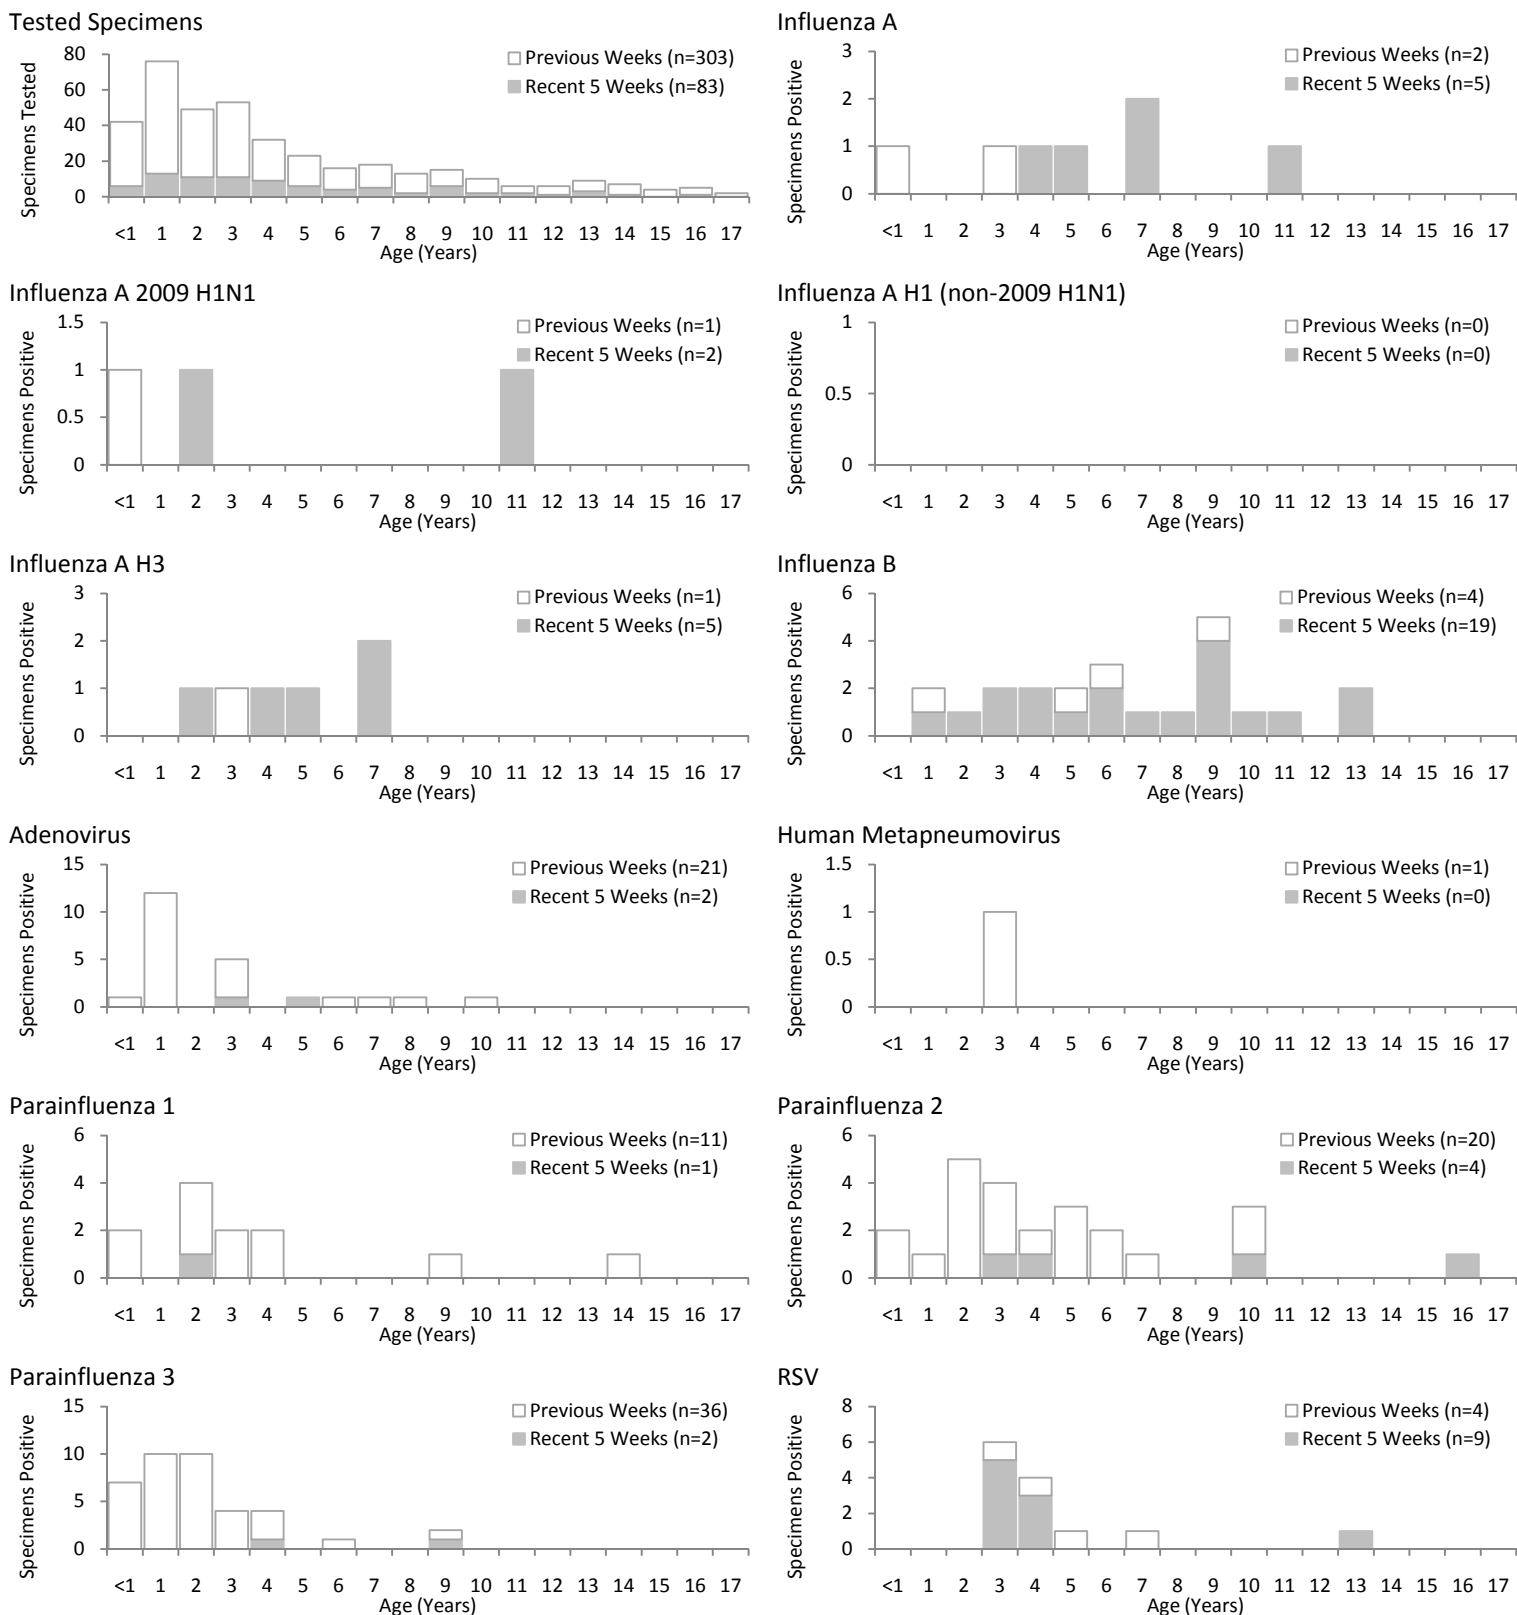 Tested Specimens
Specimens Tested
80
60
40
20
0
Previous Weeks (n=303)
Recent 5 Weeks (n=83)
<1 1 2 3 4 5 6 7 8 9 10 11 12 13 14 15 16 17
Age (Years)
Influenza A
Specimens Positive
3
2
1
0
Previous Weeks (n=2)
Recent 5 Weeks (n=5)
<1 1 2 3 4 5 6 7 8 9 10 11 12 13 14 15 16 17
Age (Years)
Influenza A 2009 H1N1
Specimens Positive
1.5
1
0.5
0
Previous Weeks (n=1)
Recent 5 Weeks (n=2)
<1 1 2 3 4 5 6 7 8 9 10 11 12 13 14 15 16 17
Age (Years)
Influenza A H1 (non-2009 H1N1)
Specimens Positive
1
0.5
0
Previous Weeks (n=0)
Recent 5 Weeks (n=0)
<1 1 2 3 4 5 6 7 8 9 10 11 12 13 14 15 16 17
Age (Years)
Influenza A H3
Specimens Positive
3
2
1
0
Previous Weeks (n=1)
Recent 5 Weeks (n=5)
<1 1 2 3 4 5 6 7 8 9 10 11 12 13 14 15 16 17
Age (Years)
Influenza B
Specimens Positive
6
4
2
0
Previous Weeks (n=4)
Recent 5 Weeks (n=19)
<1 1 2 3 4 5 6 7 8 9 10 11 12 13 14 15 16 17
Age (Years)
Adenovirus
Specimens Positive
15
10
5
0
Previous Weeks (n=21)
Recent 5 Weeks (n=2)
<1 1 2 3 4 5 6 7 8 9 10 11 12 13 14 15 16 17
Age (Years)
Human Metapneumovirus
Specimens Positive
1.5
1
0.5
0
Previous Weeks (n=1)
Recent 5 Weeks (n=0)
<1 1 2 3 4 5 6 7 8 9 10 11 12 13 14 15 16 17
Age (Years)
Parainfluenza 1
Specimens Positive
6
4
2
0
Previous Weeks (n=11)
Recent 5 Weeks (n=1)
<1 1 2 3 4 5 6 7 8 9 10 11 12 13 14 15 16 17
Age (Years)
Parainfluenza 2
Specimens Positive
6
4
2
0
Previous Weeks (n=20)
Recent 5 Weeks (n=4)
<1 1 2 3 4 5 6 7 8 9 10 11 12 13 14 15 16 17
Age (Years)
Parainfluenza 3
Specimens Positive
15
10
5
0
Previous Weeks (n=36)
Recent 5 Weeks (n=2)
<1 1 2 3 4 5 6 7 8 9 10 11 12 13 14 15 16 17
Age (Years)
RSV
Specimens Positive
8
6
4
2
0
Previous Weeks (n=4)
Recent 5 Weeks (n=9)
<1 1 2 3 4 5 6 7 8 9 10 11 12 13 14 15 16 17
Age (Years)